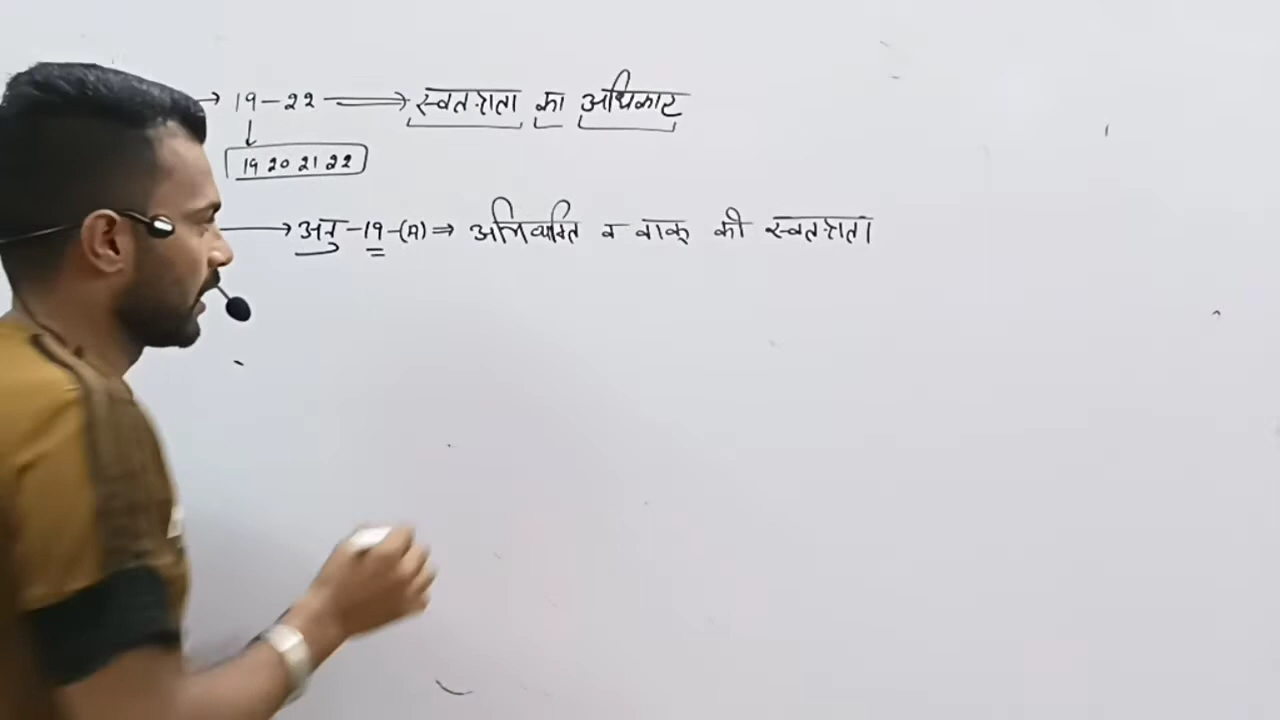 → 19-22 ⟹ स्वतंत्रता का अधिकार
19 20 21 22
→ अनु-19-(A) ⇒ अभिव्यक्ति व वाक् की स्वतंत्रता